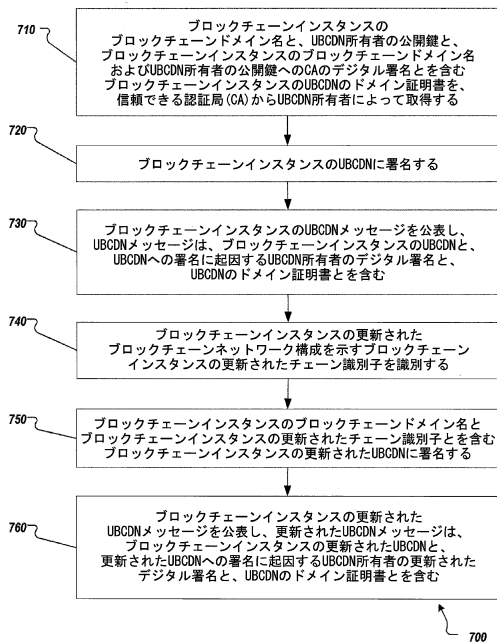 710
ブロックチェーンインスタンスの
ブロックチェーンドメイン名と、UBCDN所有者の公開鍵と、
ブロックチェーンインスタンスのブロックチェーンドメイン名
およびUBCDN所有者の公開鍵へのCAのデジタル署名とを含む
ブロックチェーンインスタンスのUBCDNのドメイン証明書を、
信頼できる認証局(CA)からUBCDN所有者によって取得する
720
ブロックチェーンインスタンスのUBCDNに署名する
730
ブロックチェーンインスタンスのUBCDNメッセージを公表し、
UBCDNメッセージは、ブロックチェーンインスタンスのUBCDNと、
UBCDNへの署名に起因するUBCDN所有者のデジタル署名と、
UBCDNのドメイン証明書とを含む
740
ブロックチェーンインスタンスの更新された
ブロックチェーンネットワーク構成を示すブロックチェーン
インスタンスの更新されたチェーン識別子を識別する
750
ブロックチェーンインスタンスのブロックチェーンドメイン名と
ブロックチェーンインスタンスの更新されたチェーン識別子とを含む
ブロックチェーンインスタンスの更新されたUBCDNに署名する
760
ブロックチェーンインスタンスの更新された
UBCDNメッセージを公表し、更新されたUBCDNメッセージは、
ブロックチェーンインスタンスの更新されたUBCDNと、
更新されたUBCDNへの署名に起因するUBCDN所有者の更新された
デジタル署名と、UBCDNのドメイン証明書とを含む
700